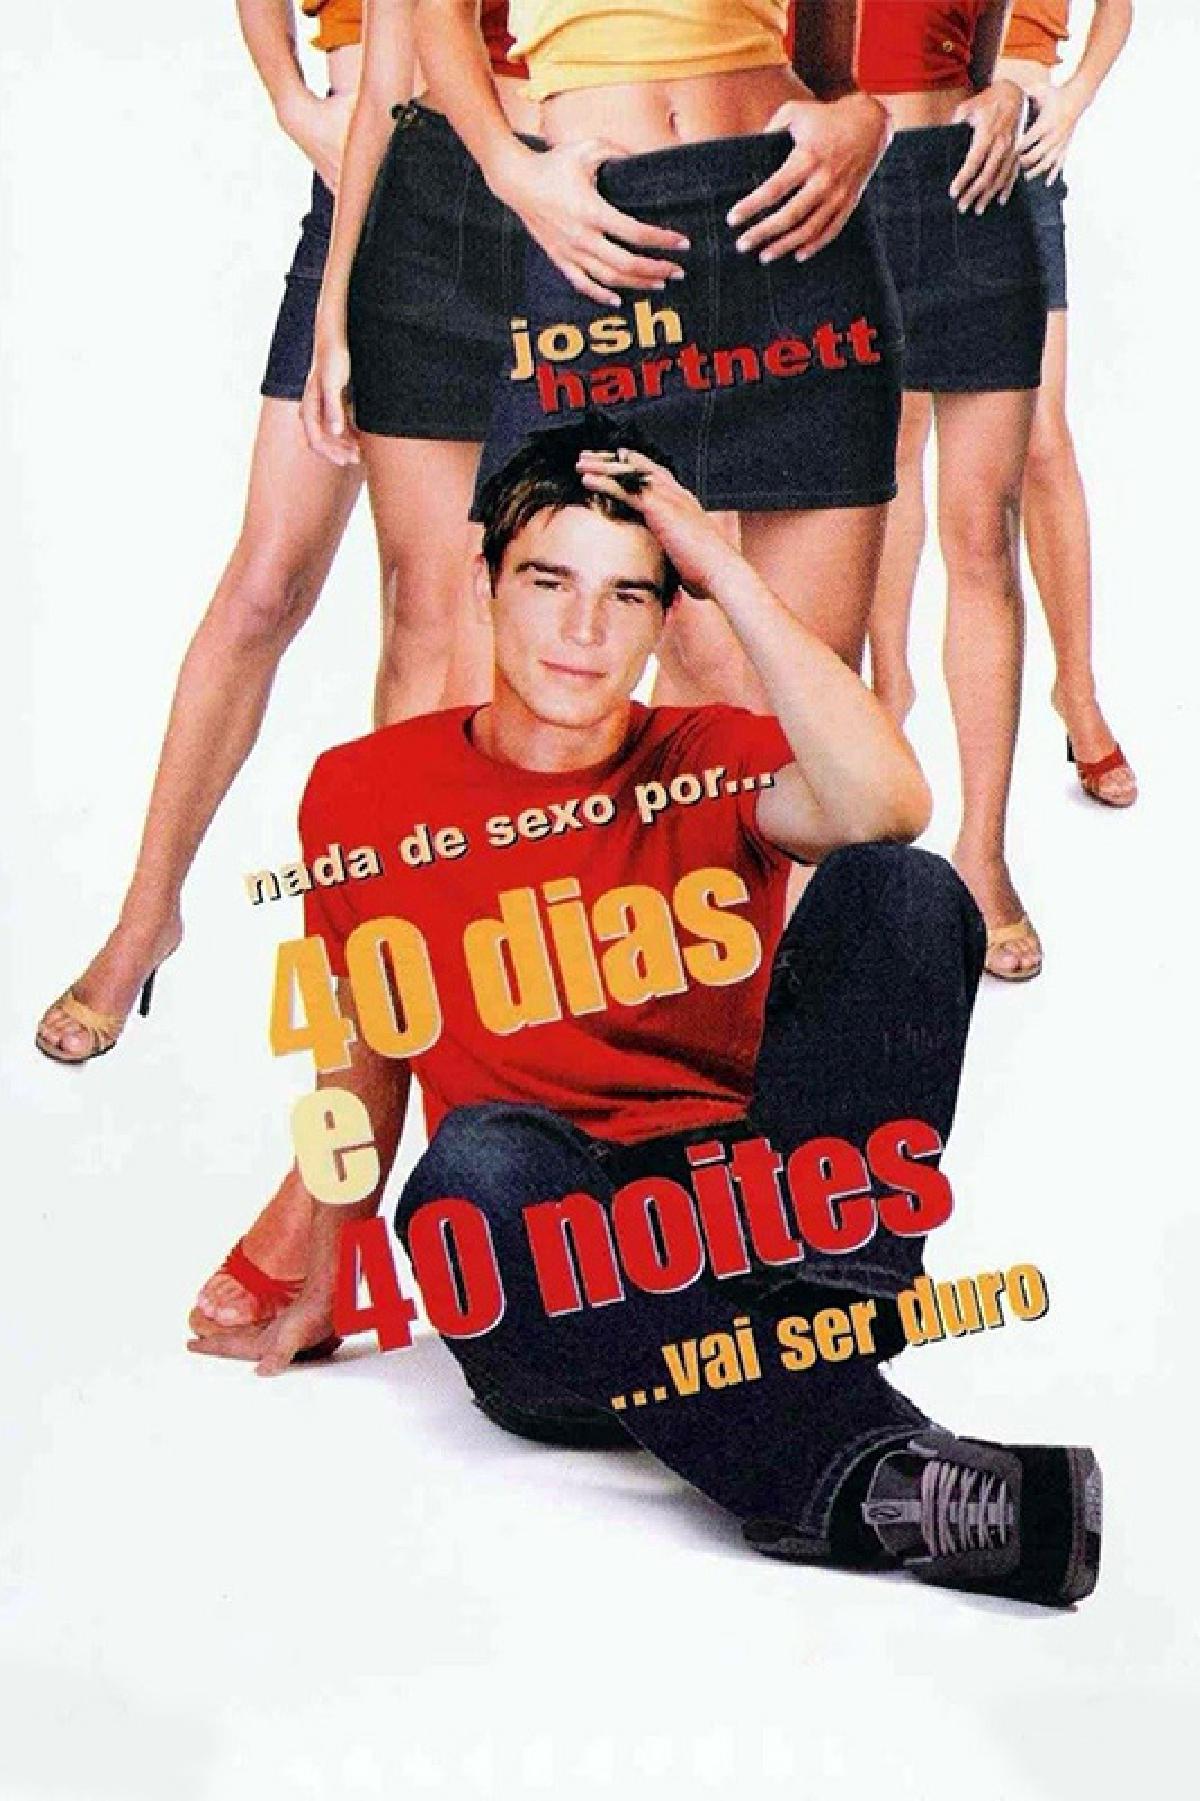 josh
hartnett
nada de sexo por...
40 dias
e
40 noites
...vai ser duro